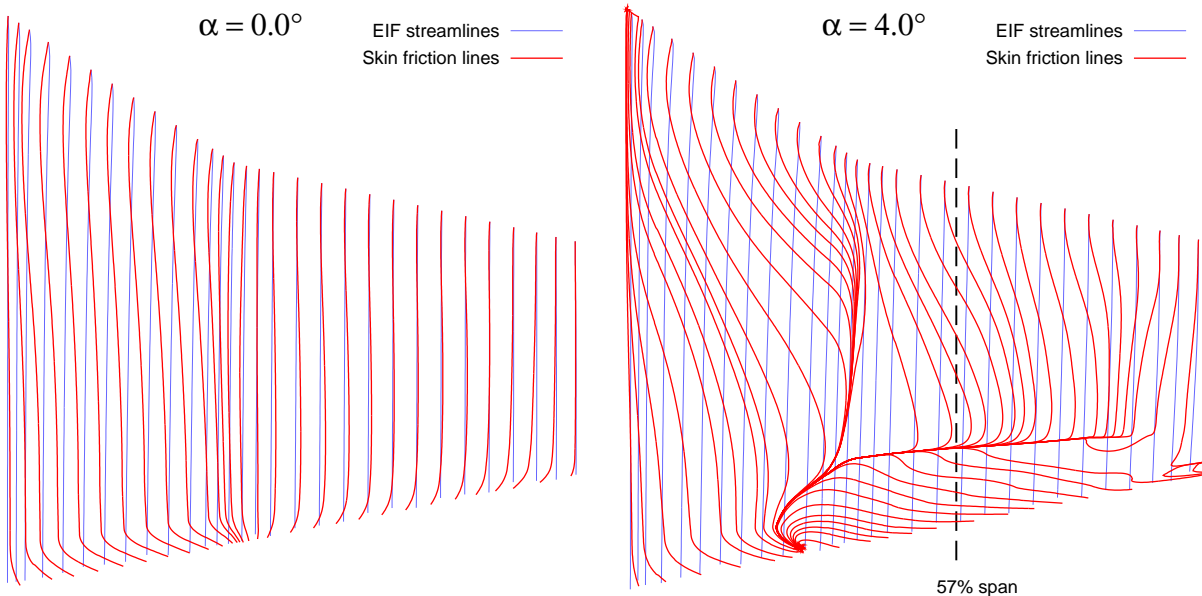 α = 0.0°
EIF streamlines
Skin friction lines
α = 4.0°
EIF streamlines
Skin friction lines
57% span